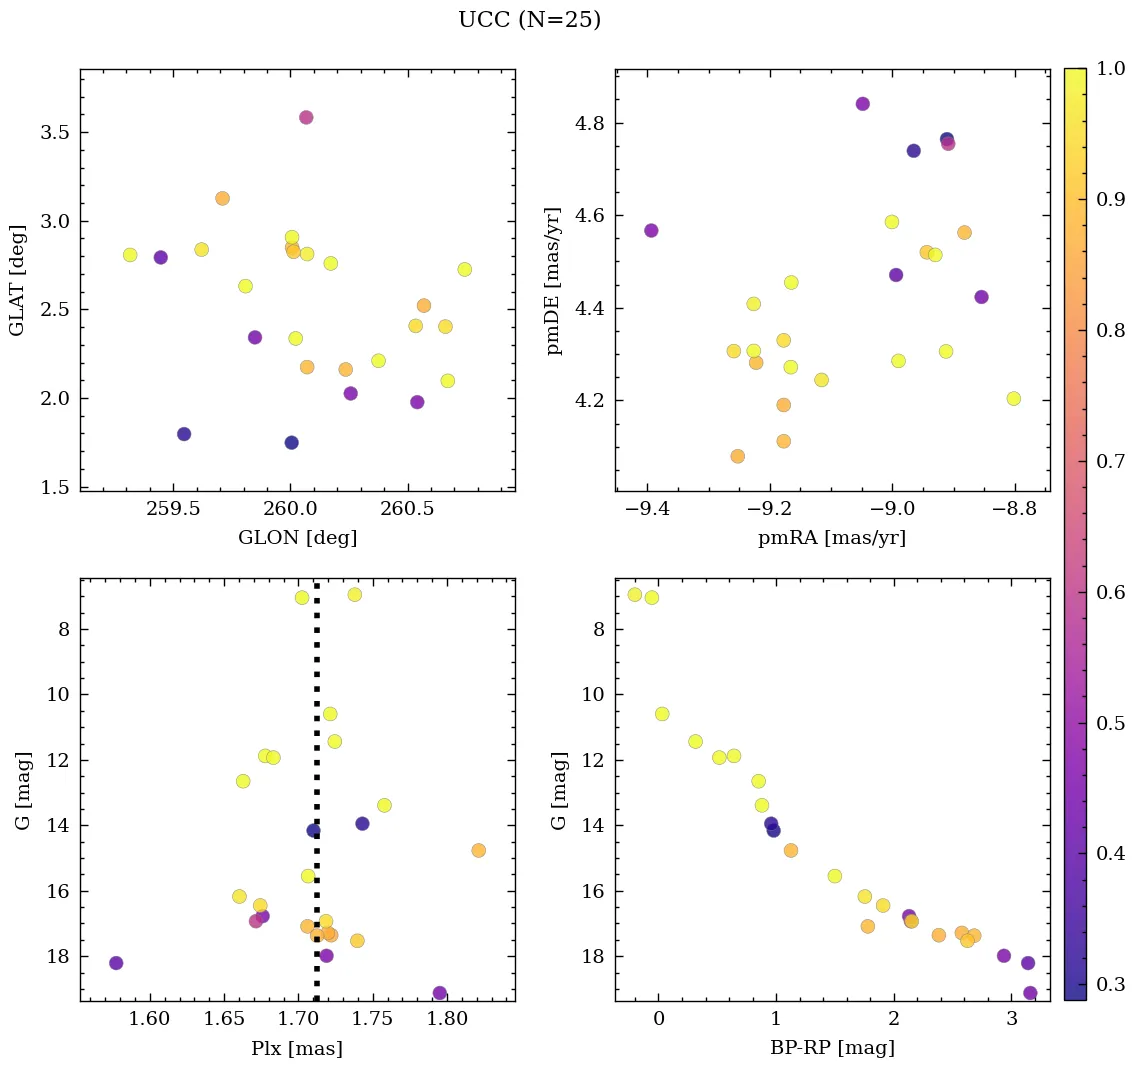 UCC (N=25)
3.5
3.0
2.5
2.0
1.5
GLAT [deg]
259.5 260.0 260.5
GLON [deg]
4.8
4.6
4.4
4.2
pmDE [mas/yr]
−9.4 −9.2 −9.0 −8.8
pmRA [mas/yr]
8
10
12
14
16
18
G [mag]
1.60 1.65 1.70 1.75 1.80
Plx [mas]
8
10
12
14
16
18
G [mag]
0 1 2 3
BP-RP [mag]
1.0
0.9
0.8
0.7
0.6
0.5
0.4
0.3